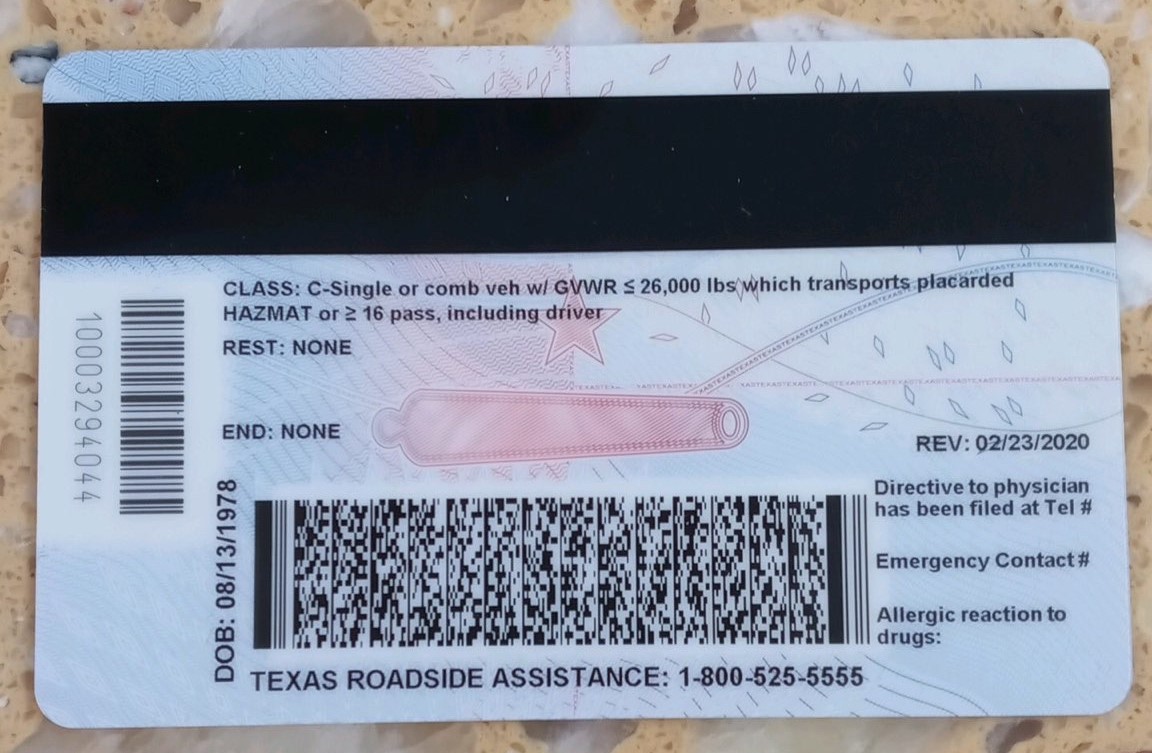 CLASS: C-Single or comb veh w/ GVWR ≤ 26,000 lbs which transports placarded
HAZMAT or ≥ 16 pass, including driver
REST: NONE
END: NONE
10003294044
DOB: 08/13/1978
REV: 02/23/2020
Directive to physician
has been filed at Tel #
Emergency Contact #
Allergic reaction to
drugs:
TEXAS ROADSIDE ASSISTANCE: 1-800-525-5555